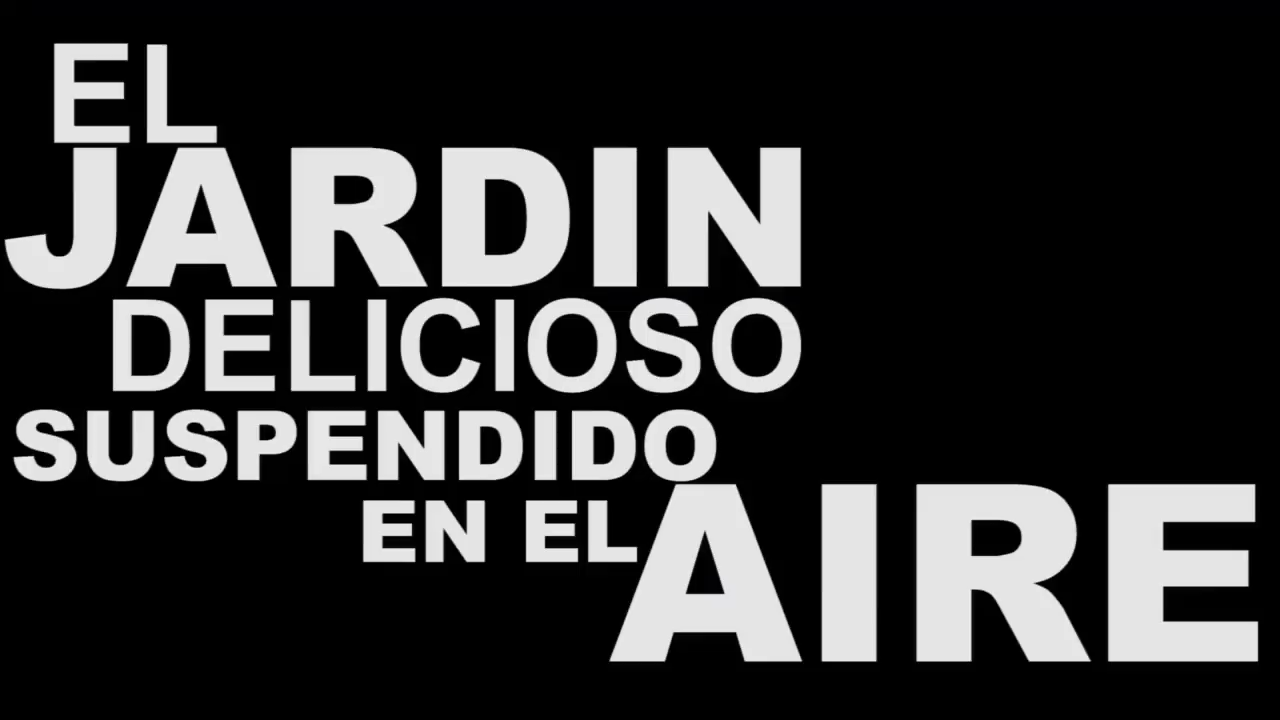 EL
JARDIN
DELICIOSO
SUSPENDIDO
EN EL AIRE